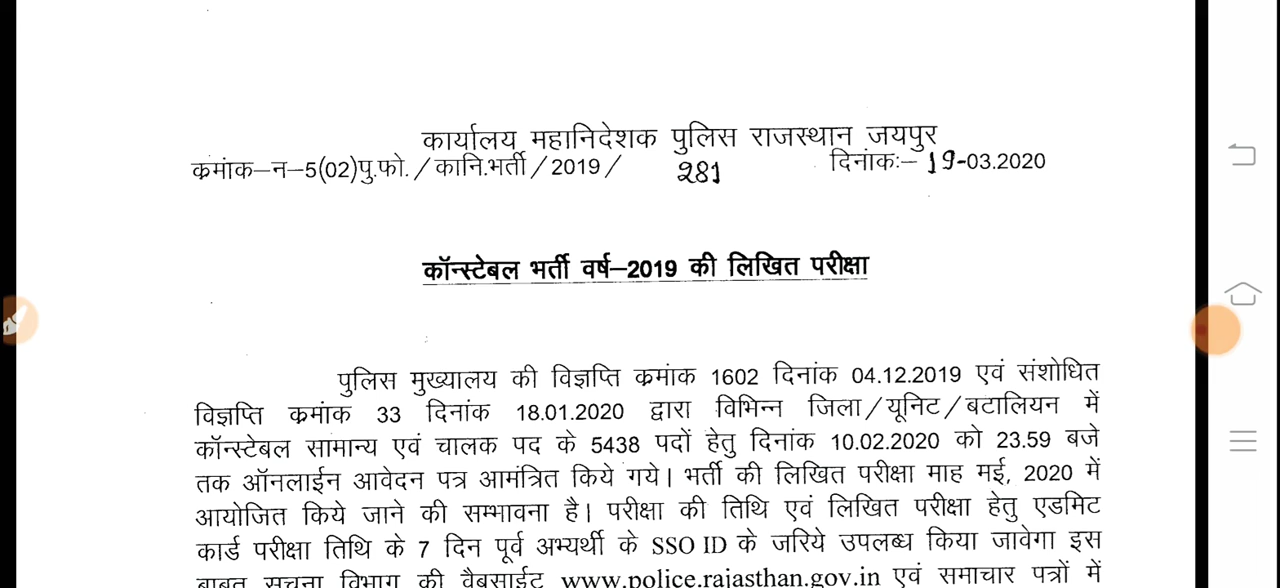 कार्यालय महानिदेशक पुलिस राजस्थान जयपुर
क्रमांक–न–5(02)पु.फो./कानि.भर्ती/2019/ 281 दिनांकः– 19-03.2020
कॉन्स्टेबल भर्ती वर्ष–2019 की लिखित परीक्षा
पुलिस मुख्यालय की विज्ञप्ति क्रमांक 1602 दिनांक 04.12.2019 एवं संशोधित
विज्ञप्ति क्रमांक 33 दिनांक 18.01.2020 द्वारा विभिन्न जिला/यूनिट/बटालियन में
कॉन्स्टेबल सामान्य एवं चालक पद के 5438 पदों हेतु दिनांक 10.02.2020 को 23.59 बजे
तक ऑनलाईन आवेदन पत्र आमंत्रित किये गये। भर्ती की लिखित परीक्षा माह मई, 2020 में
आयोजित किये जाने की सम्भावना है। परीक्षा की तिथि एवं लिखित परीक्षा हेतु एडमिट
कार्ड परीक्षा तिथि के 7 दिन पूर्व अभ्यर्थी के SSO ID के जरिये उपलब्ध किया जावेगा इस
बाबत सूचना विभाग की वैबसाईट www.police.rajasthan.gov.in एवं समाचार पत्रों में